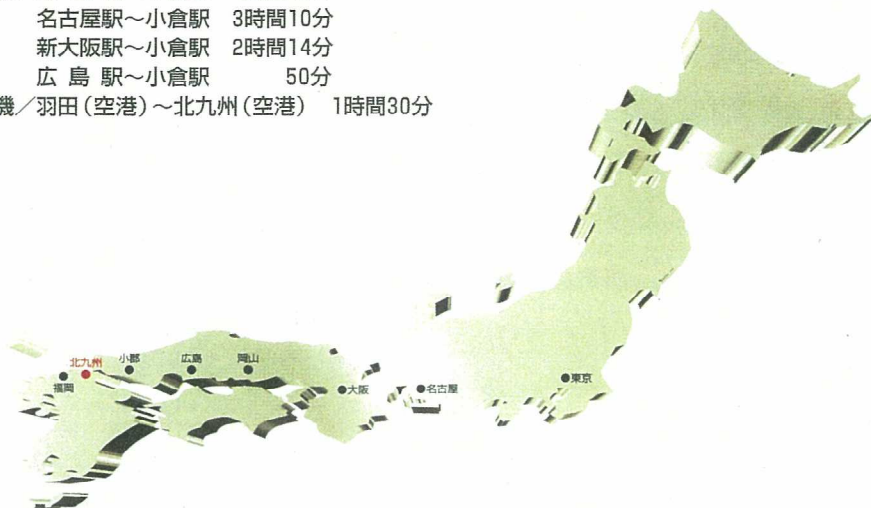 名古屋駅～小倉駅 3時間10分
新大阪駅～小倉駅 2時間14分
広島駅～小倉駅 50分
機／羽田(空港)～北九州(空港) 1時間30分
北九州
小郡
広島
岡山
福岡
大阪
名古屋
東京